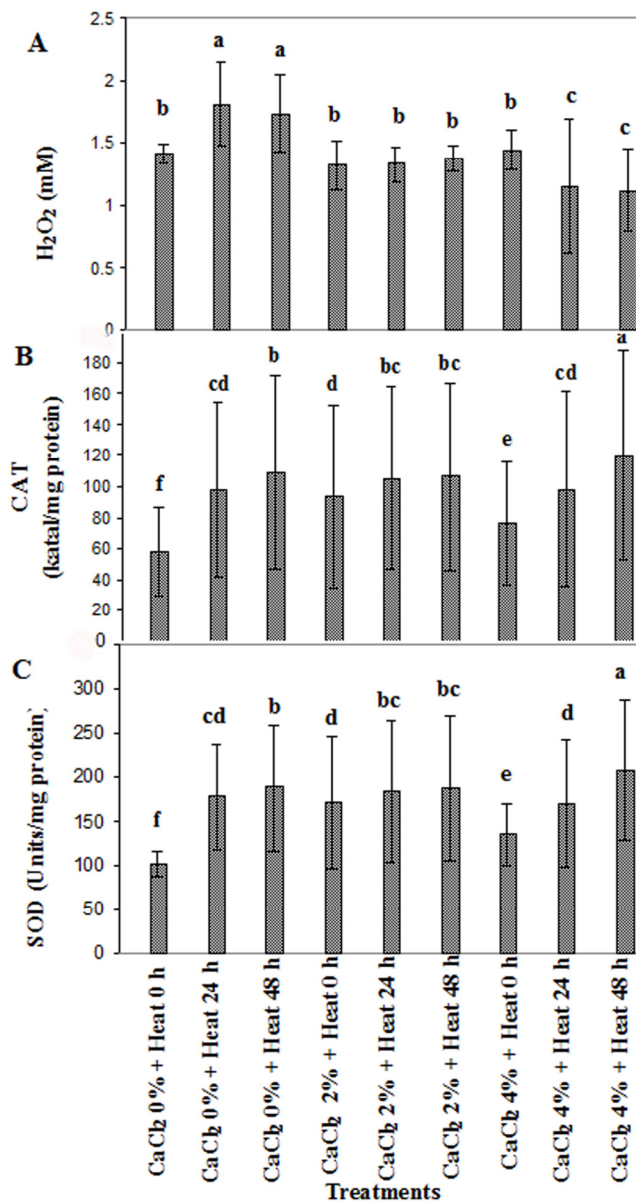 A
H₂O₂ (mM)
2.5
2
1.5
1
0.5
0
b
a
a
b
b
b
b
c
c
B
CAT
(katal/mg protein)
180
160
140
120
100
80
60
40
20
0
f
cd
b
d
bc
bc
e
cd
a
C
SOD (Units/mg protein)
300
250
200
150
100
50
0
f
cd
b
d
bc
bc
e
d
a
CaCl₂ 0% + Heat 0 h
CaCl₂ 0% + Heat 24 h
CaCl₂ 0% + Heat 48 h
CaCl₂ 2% + Heat 0 h
CaCl₂ 2% + Heat 24 h
CaCl₂ 2% + Heat 48 h
CaCl₂ 4% + Heat 0 h
CaCl₂ 4% + Heat 24 h
CaCl₂ 4% + Heat 48 h
Treatments